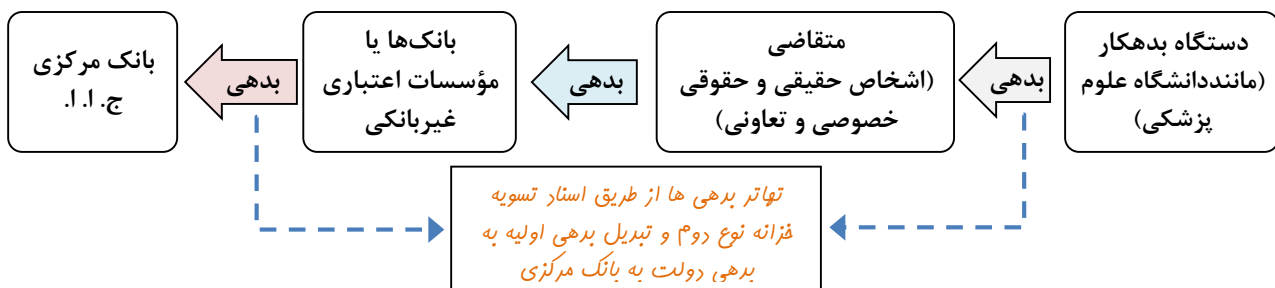 دستگاه بدهکار
(ماننددانشگاه علوم
پزشکی)
بدهی
متقاضی
(اشخاص حقیقی و حقوقی
خصوصی و تعاونی)
بدهی
بانک‌ها یا
مؤسسات اعتباری
غیربانکی
بدهی
بانک مرکزی
ج. ا. ا.
تهاتر بدهی ها از طریق اسناد تسویه
خزانه نوع دوم و تبدیل بدهی اولیه به
بدهی دولت به بانک مرکزی